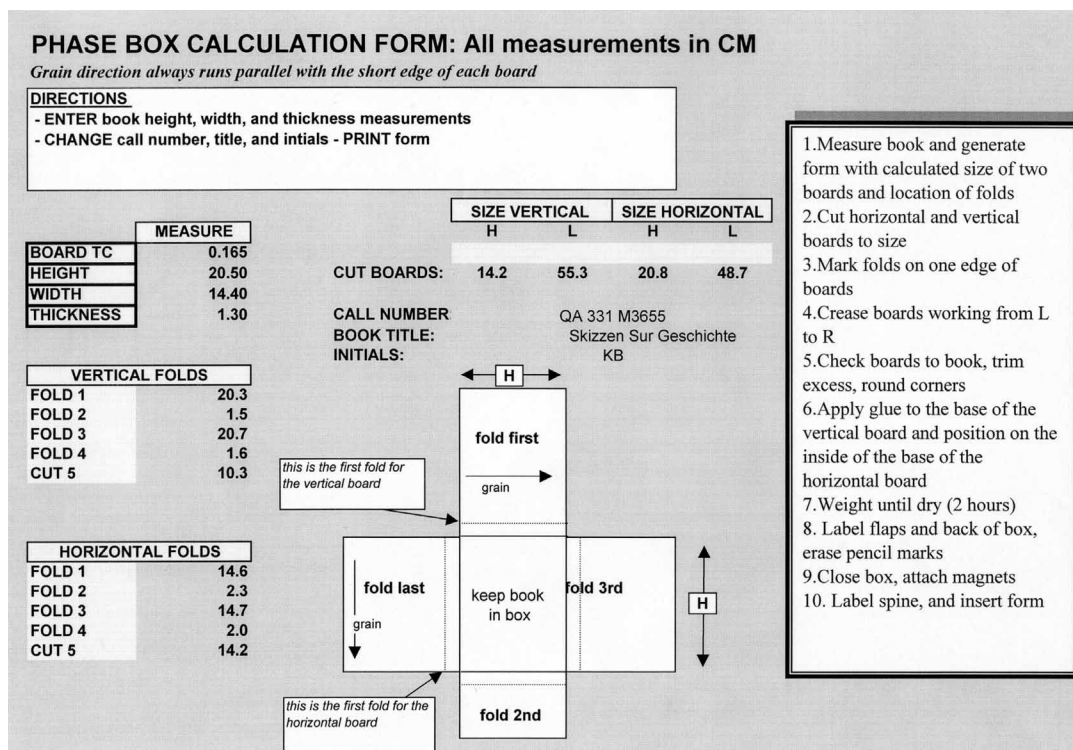 PHASE BOX CALCULATION FORM: All measurements in CM
Grain direction always runs parallel with the short edge of each board
DIRECTIONS
- ENTER book height, width, and thickness measurements
- CHANGE call number, title, and intials - PRINT form
MEASURE
BOARD TC 0.165
HEIGHT 20.50
WIDTH 14.40
THICKNESS 1.30
SIZE VERTICAL SIZE HORIZONTAL
H L H L
CUT BOARDS: 14.2 55.3 20.8 48.7
CALL NUMBER QA 331 M3655
BOOK TITLE: Skizzen Sur Geschichte
INITIALS: KB
VERTICAL FOLDS
FOLD 1 20.3
FOLD 2 1.5
FOLD 3 20.7
FOLD 4 1.6
CUT 5 10.3
HORIZONTAL FOLDS
FOLD 1 14.6
FOLD 2 2.3
FOLD 3 14.7
FOLD 4 2.0
CUT 5 14.2
H
fold first
grain
this is the first fold for
the vertical board
fold last
grain
keep book
in box
fold 3rd
H
this is the first fold for the
horizontal board
fold 2nd
1.Measure book and generate
form with calculated size of two
boards and location of folds
2.Cut horizontal and vertical
boards to size
3.Mark folds on one edge of
boards
4.Crease boards working from L
to R
5.Check boards to book, trim
excess, round corners
6.Apply glue to the base of the
vertical board and position on the
inside of the base of the
horizontal board
7.Weight until dry (2 hours)
8. Label flaps and back of box,
erase pencil marks
9.Close box, attach magnets
10. Label spine, and insert form